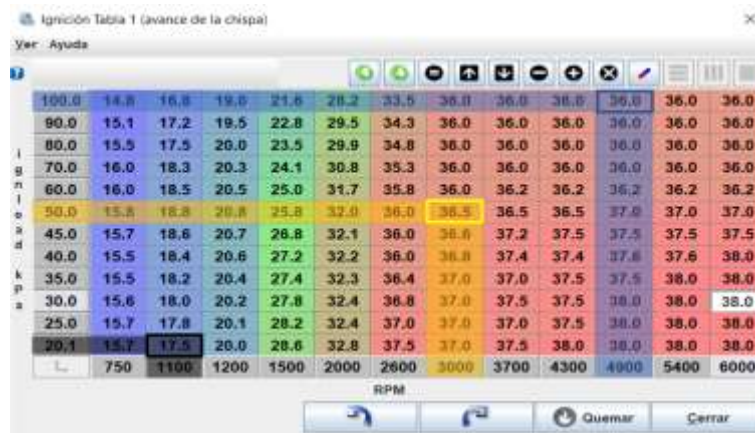 Ignición Tabla 1 (avance de la chispa)
Ver Ayuda
100.0 14.8 16.8 19.0 21.6 28.2 33.5 36.0 36.0 36.0 36.0 36.0 36.0
90.0 15.1 17.2 19.5 22.8 29.5 34.3 36.0 36.0 36.0 36.0 36.0 36.0
80.0 15.5 17.5 20.0 23.5 29.9 34.8 36.0 36.0 36.0 36.0 36.0 36.0
70.0 16.0 18.3 20.3 24.1 30.8 35.3 36.0 36.0 36.0 36.0 36.0 36.0
60.0 16.0 18.5 20.5 25.0 31.7 35.8 36.0 36.2 36.2 36.2 36.2 36.2
50.0 15.8 18.8 20.8 25.8 32.0 36.0 36.5 36.5 36.5 37.0 37.0 37.0
45.0 15.7 18.6 20.7 26.8 32.1 36.0 36.6 37.2 37.5 37.5 37.5 37.5
40.0 15.5 18.4 20.6 27.2 32.2 36.0 36.8 37.4 37.4 37.6 37.6 38.0
35.0 15.5 18.2 20.4 27.4 32.3 36.4 37.0 37.0 37.5 37.5 38.0 38.0
30.0 15.6 18.0 20.2 27.8 32.4 36.8 37.0 37.5 37.5 38.0 38.0 38.0
25.0 15.7 17.8 20.1 28.2 32.4 37.0 37.0 37.5 37.5 38.0 38.0 38.0
20.1 15.7 17.5 20.0 28.6 32.8 37.5 37.0 37.5 38.0 38.0 38.0 38.0
750 1100 1200 1500 2000 2600 3000 3700 4300 4900 5400 6000
RPM
ignload kPa
Quemar Cerrar